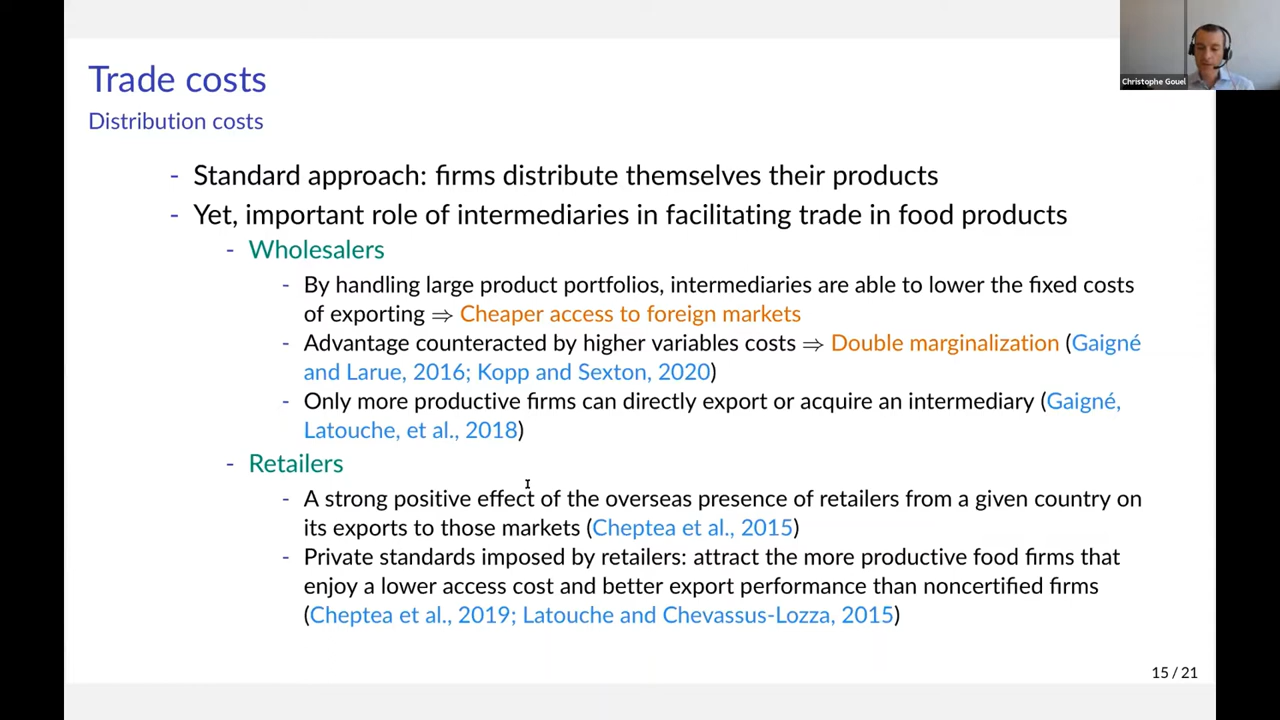 Christophe Gouel
Trade costs
Distribution costs
- Standard approach: firms distribute themselves their products
- Yet, important role of intermediaries in facilitating trade in food products
- Wholesalers
- By handling large product portfolios, intermediaries are able to lower the fixed costs
of exporting ⇒ Cheaper access to foreign markets
- Advantage counteracted by higher variables costs ⇒ Double marginalization (Gaigné
and Larue, 2016; Kopp and Sexton, 2020)
- Only more productive firms can directly export or acquire an intermediary (Gaigné,
Latouche, et al., 2018)
- Retailers
- A strong positive effect of the overseas presence of retailers from a given country on
its exports to those markets (Cheptea et al., 2015)
- Private standards imposed by retailers: attract the more productive food firms that
enjoy a lower access cost and better export performance than noncertified firms
(Cheptea et al., 2019; Latouche and Chevassus-Lozza, 2015)
15 / 21